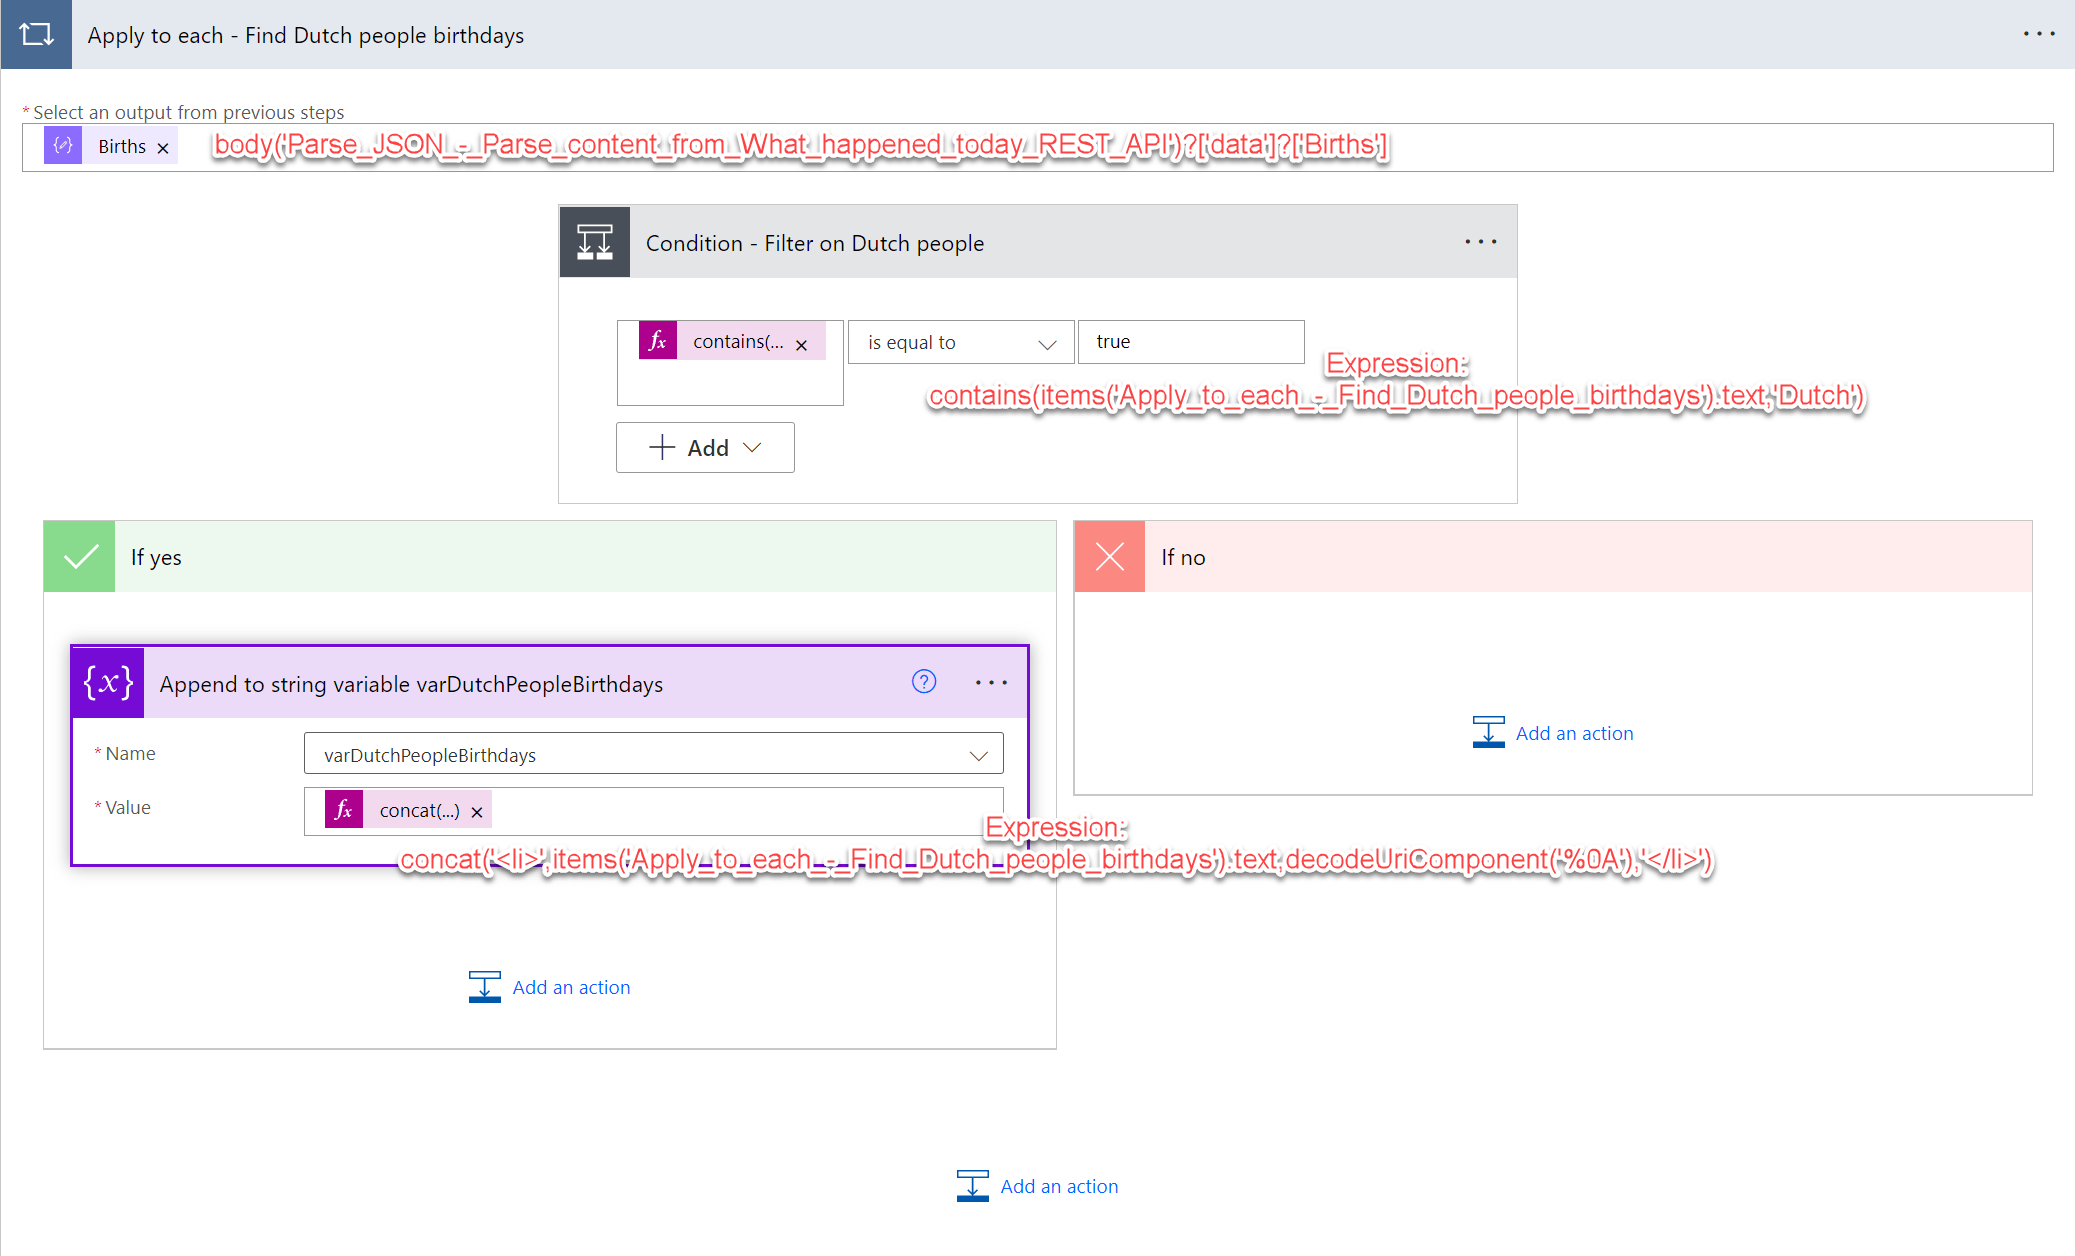 Apply to each - Find Dutch people birthdays
...
* Select an output from previous steps
Births × body('Parse_JSON_-_Parse_content_from_What_happened_today_REST_API')?['data']?['Births']
Condition - Filter on Dutch people
...
fx contains(... ×
is equal to
true
Expression:
contains(items('Apply_to_each_-_Find_Dutch_people_birthdays').text,'Dutch')
+ Add
If yes
If no
{x} Append to string variable varDutchPeopleBirthdays ? ...
* Name
varDutchPeopleBirthdays
* Value
fx concat(...) ×
Expression:
concat('<li>',items('Apply_to_each_-_Find_Dutch_people_birthdays').text,decodeUriComponent('%0A'),'</li>')
Add an action
Add an action
Add an action